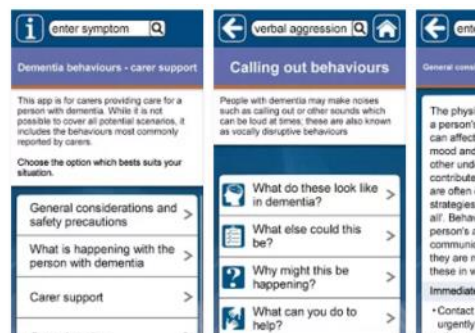 enter symptom
Dementia behaviours - carer support
This app is for carers providing care for a
person with dementia. While it is not
possible to cover all potential scenarios, it
includes the behaviours most commonly
reported by carers.
Choose the option which bests suits your
situation.
General considerations and
safety precautions
What is happening with the
person with dementia
Carer support
verbal aggression
Calling out behaviours
People with dementia may make noises
such as calling out or other sounds which
can be loud at times; these are also known
as vocally disruptive behaviours
What do these look like
in dementia?
What else could this
be?
Why might this be
happening?
What can you do to
help?
ente
General consi
The physi
a person's
can affect
mood and
other unde
contribute
are often
strategies
all'. Behav
person's a
communic
they are n
these in w
Immediate
• Contac
urgently